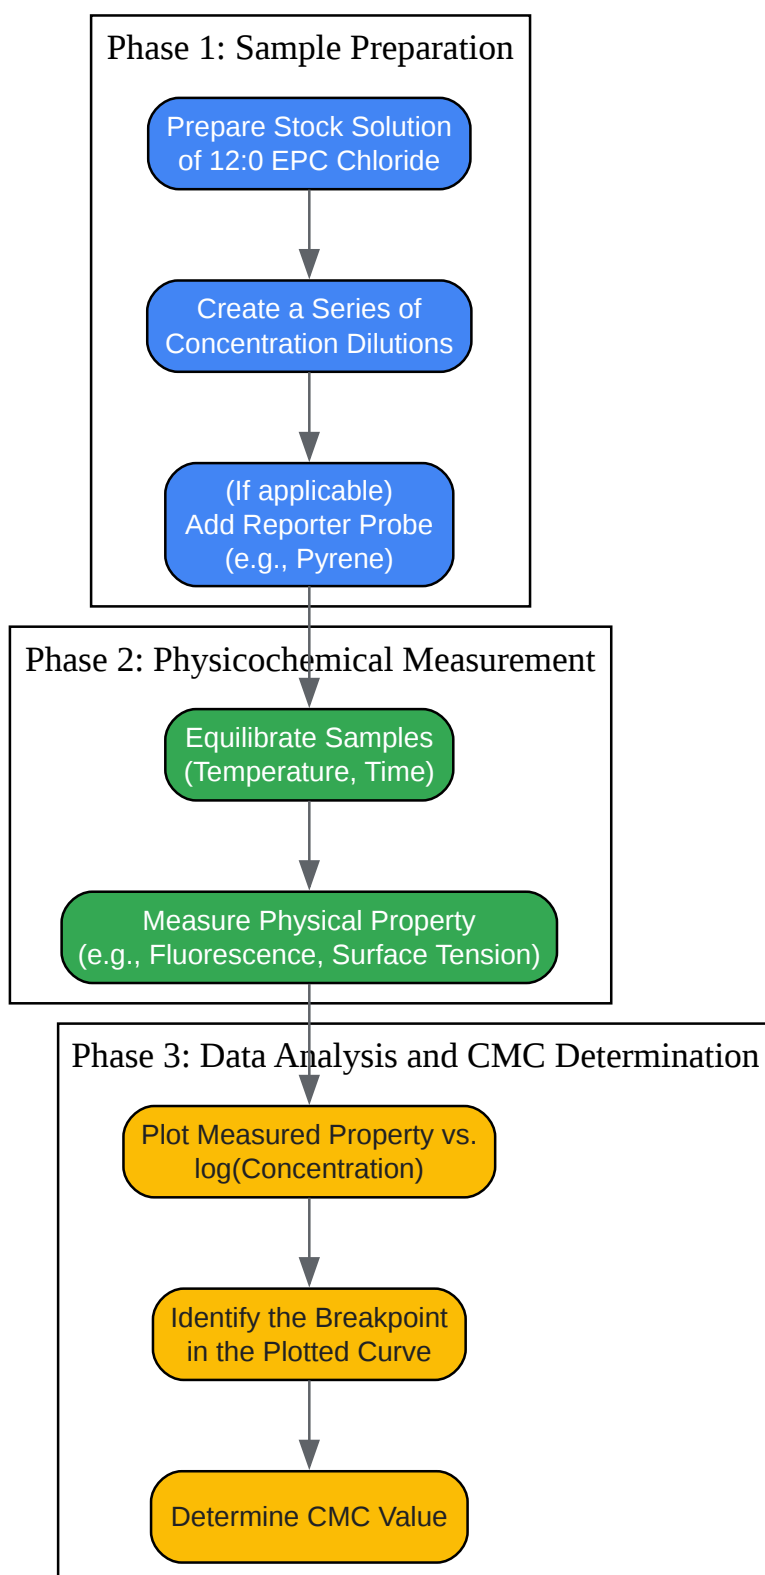 Phase 1: Sample Preparation
Prepare Stock Solution
of 12:0 EPC Chloride
Create a Series of
Concentration Dilutions
(If applicable)
Add Reporter Probe
(e.g., Pyrene)
Phase 2: Physicochemical Measurement
Equilibrate Samples
(Temperature, Time)
Measure Physical Property
(e.g., Fluorescence, Surface Tension)
Phase 3: Data Analysis and CMC Determination
Plot Measured Property vs.
log(Concentration)
Identify the Breakpoint
in the Plotted Curve
Determine CMC Value